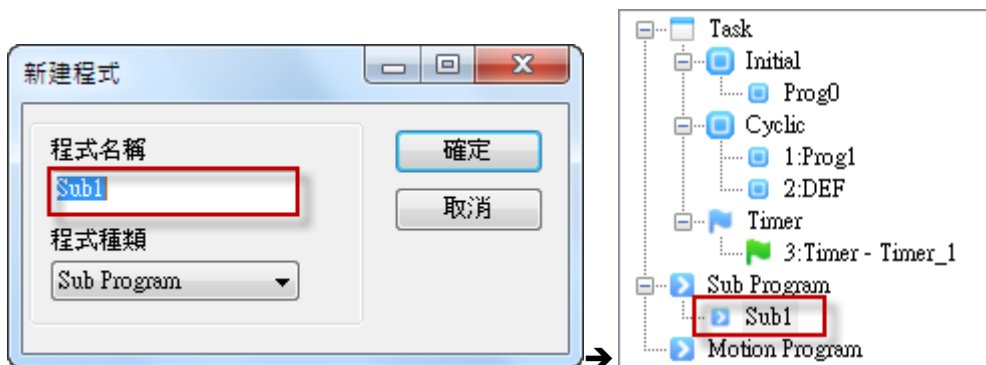 新建程式
程式名稱
Sub1
程式種類
Sub Program
確定
取消
➔
Task
Initial
Prog0
Cyclic
1:Prog1
2:DEF
Timer
3:Timer - Timer_1
Sub Program
Sub1
Motion Program